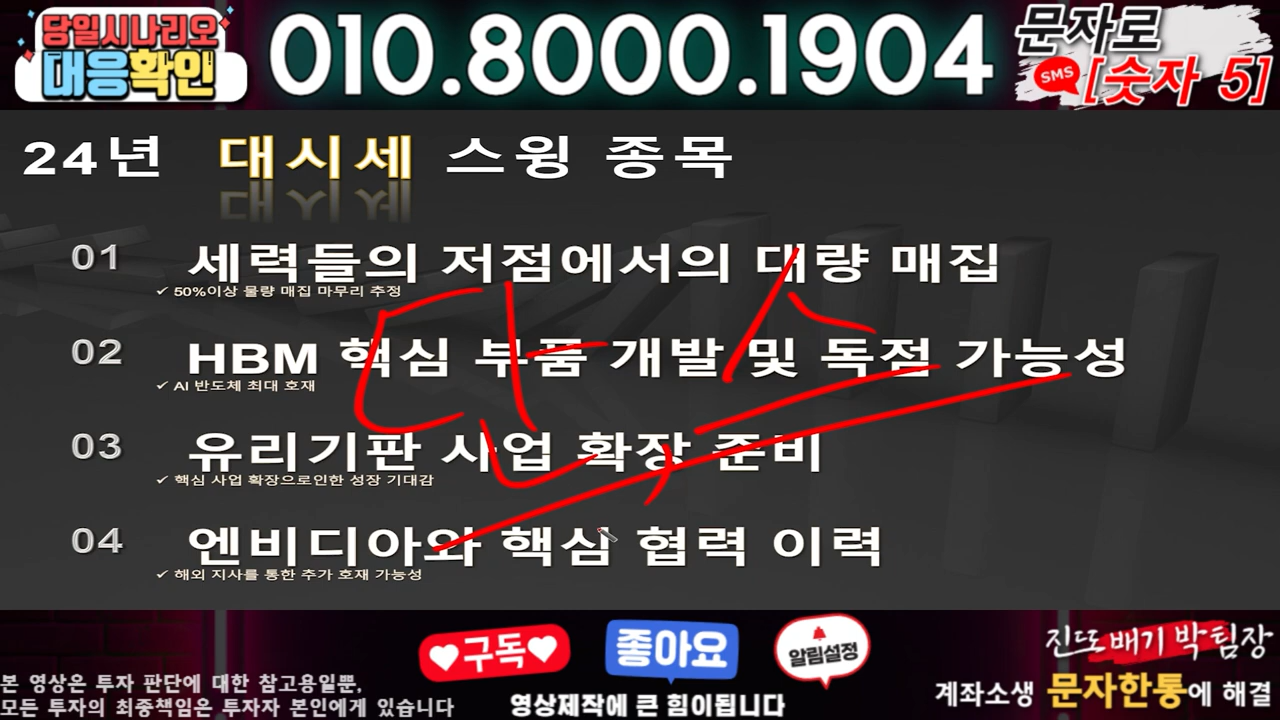 당일시나리오
대응확인
010.8000.1904
문자로
SMS [숫자 5]
24년 대시세 스윙 종목
01 세력들의 저점에서의 대량 매집
✓ 50%이상 물량 매집 마무리 추정
02 HBM 핵심 부품 개발 및 독점 가능성
✓ AI 반도체 최대 호재
03 유리기판 사업 확장 준비
✓ 핵심 사업 확장으로인한 성장 기대감
04 엔비디아와 핵심 협력 이력
✓ 해외 지사를 통한 추가 호재 가능성
단스
구독
좋아요
알림설정
영상제작에 큰 힘이됩니다
본 영상은 투자 판단에 대한 참고용일뿐,
모든 투자의 최종책임은 투자자 본인에게 있습니다
진또배기 박팀장
계좌소생 문자한통에 해결